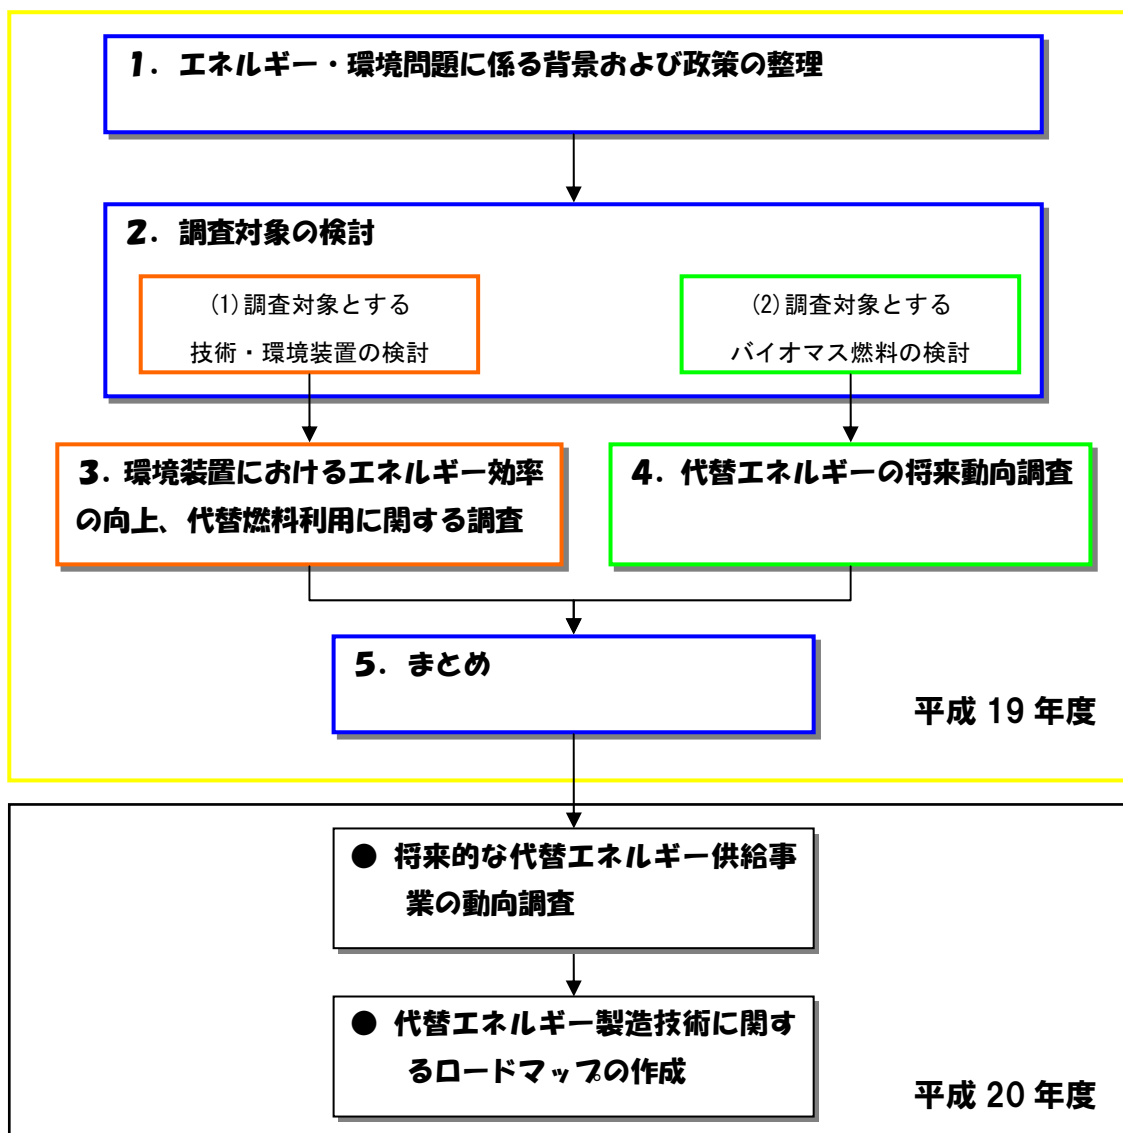 1. エネルギー・環境問題に係る背景および政策の整理
2. 調査対象の検討
(1)調査対象とする
技術・環境装置の検討
(2)調査対象とする
バイオマス燃料の検討
3. 環境装置におけるエネルギー効率
の向上、代替燃料利用に関する調査
4. 代替エネルギーの将来動向調査
5. まとめ
平成 19 年度
● 将来的な代替エネルギー供給事
業の動向調査
● 代替エネルギー製造技術に関す
るロードマップの作成
平成 20 年度